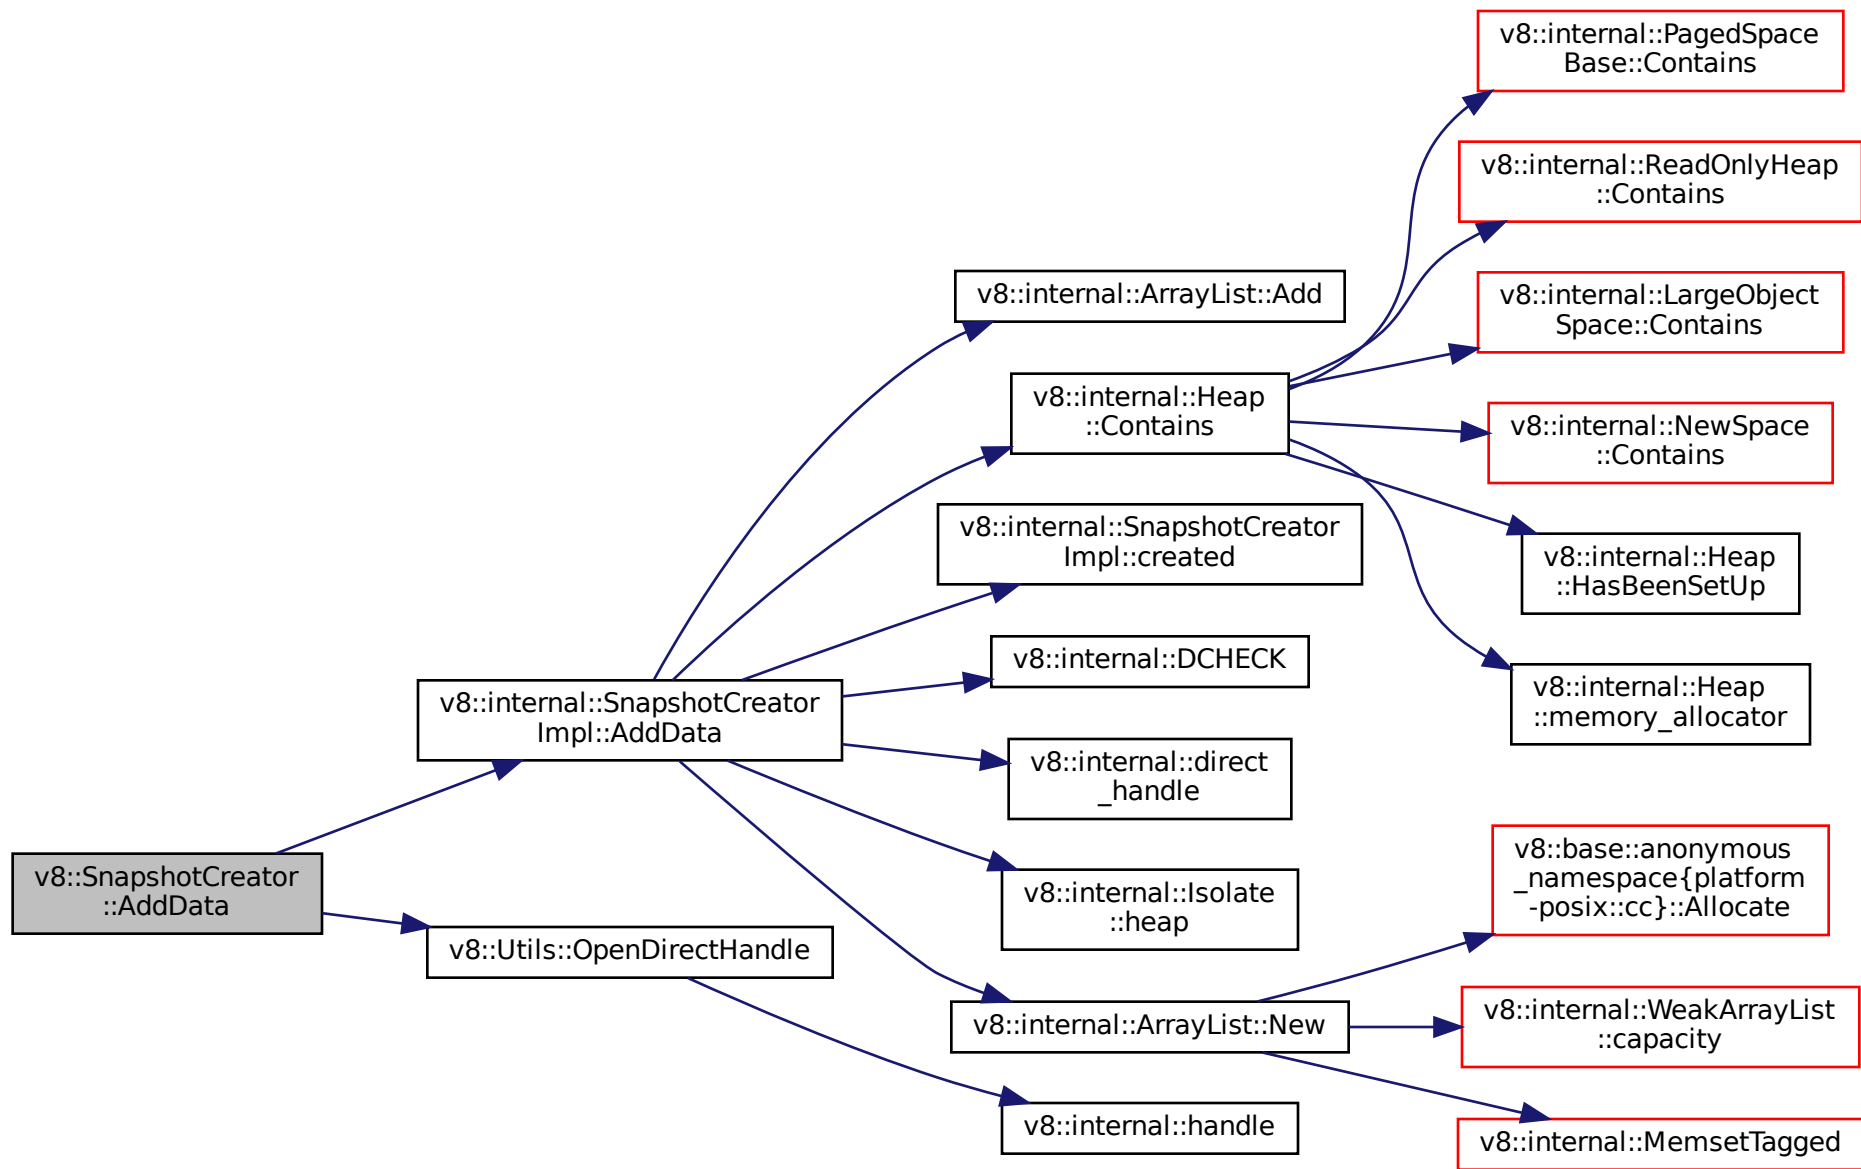 v8::SnapshotCreator
::AddData
v8::internal::SnapshotCreator
Impl::AddData
v8::Utils::OpenDirectHandle
v8::internal::ArrayList::Add
v8::internal::Heap
::Contains
v8::internal::SnapshotCreator
Impl::created
v8::internal::DCHECK
v8::internal::direct
_handle
v8::internal::Isolate
::heap
v8::internal::ArrayList::New
v8::internal::handle
v8::internal::PagedSpace
Base::Contains
v8::internal::ReadOnlyHeap
::Contains
v8::internal::LargeObject
Space::Contains
v8::internal::NewSpace
::Contains
v8::internal::Heap
::HasBeenSetUp
v8::internal::Heap
::memory_allocator
v8::base::anonymous
_namespace{platform
-posix::cc}::Allocate
v8::internal::WeakArrayList
::capacity
v8::internal::MemsetTagged